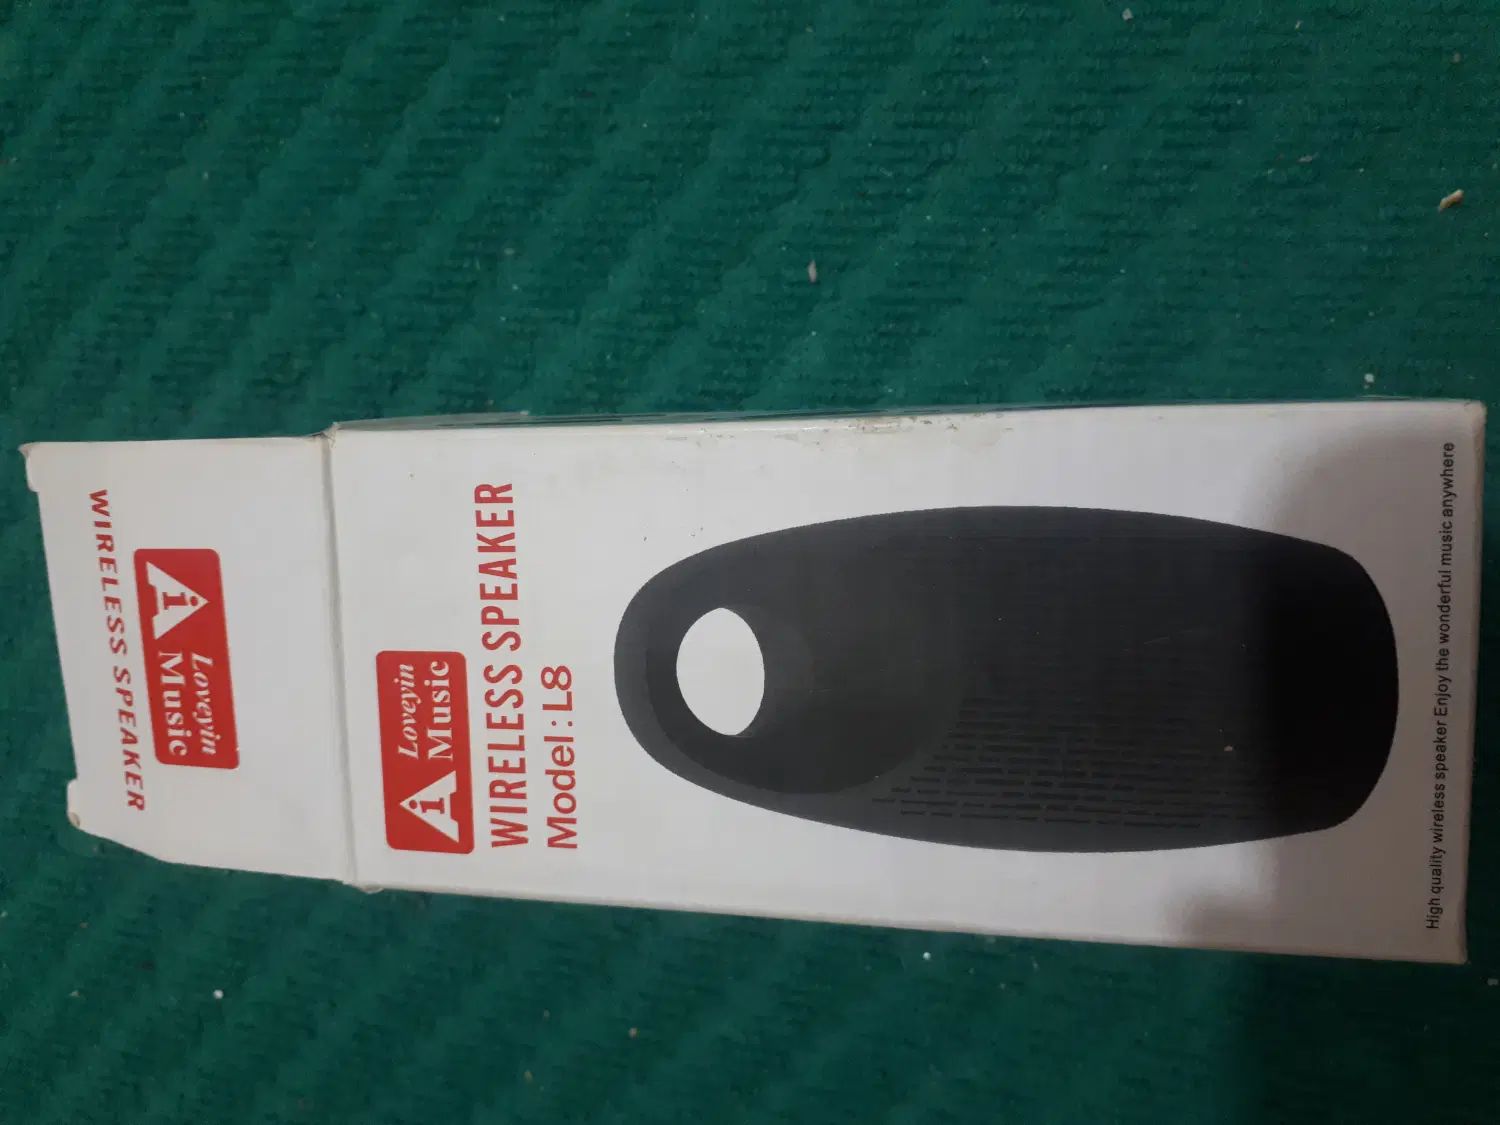 WIRELESS SPEAKER
i
Loveyin
Music
i
Loveyin
Music
WIRELESS SPEAKER
Model : L8
High quality wireless speaker Enjoy the wonderful music anywhere